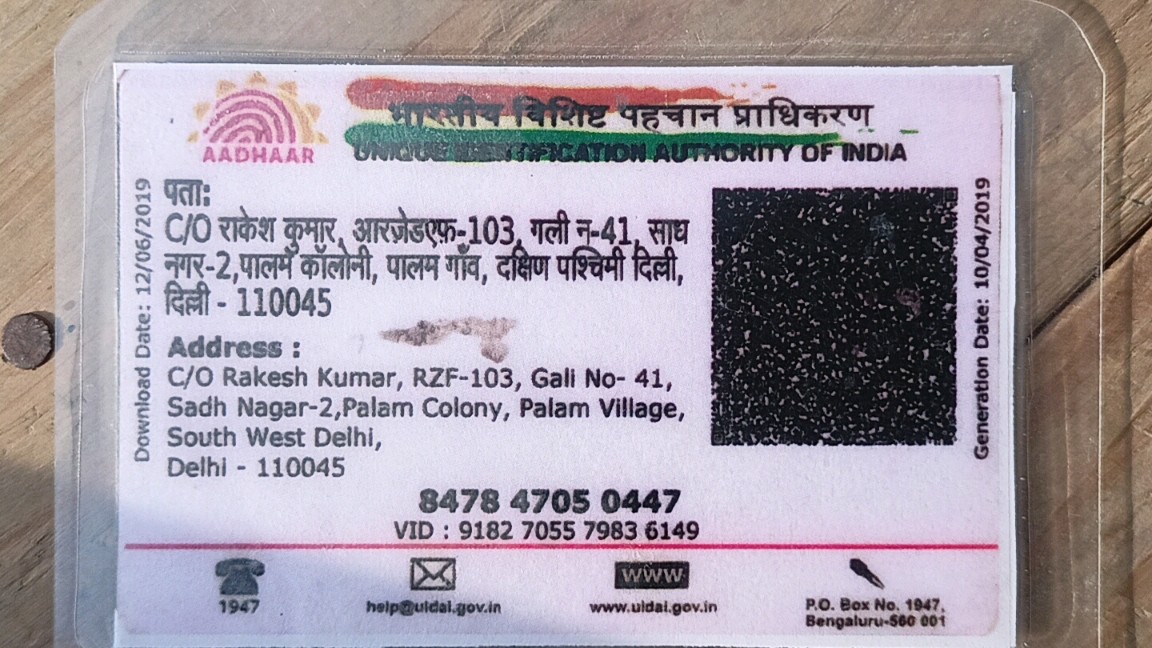 AADHAAR
भारतीय विशिष्ट पहचान प्राधिकरण
UNIQUE IDENTIFICATION AUTHORITY OF INDIA
Download Date: 12/06/2019
पता:
C/O राकेश कुमार, आरज़ेडएफ़-103, गली न-41, साध
नगर-2,पालम कॉलोनी, पालम गाँव, दक्षिण पश्चिमी दिल्ली,
दिल्ली - 110045
Address :
C/O Rakesh Kumar, RZF-103, Gali No- 41,
Sadh Nagar-2,Palam Colony, Palam Village,
South West Delhi,
Delhi - 110045
Generation Date: 10/04/2019
8478 4705 0447
VID : 9182 7055 7983 6149
1947
help@uidai.gov.in
www
www.uidai.gov.in
P.O. Box No. 1947,
Bengaluru-560 001